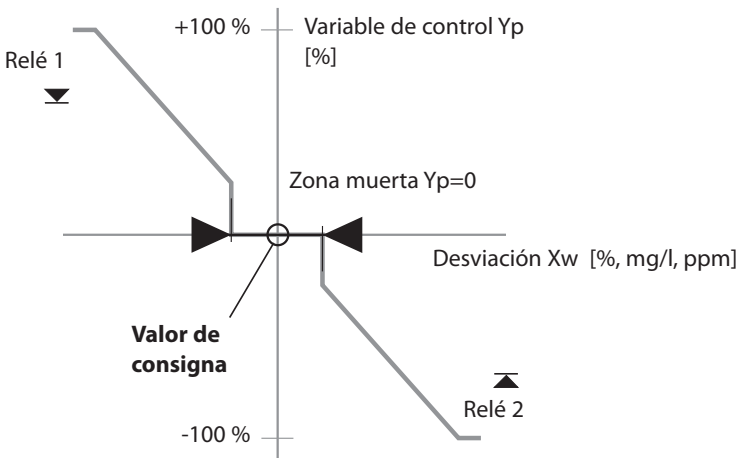 +100 %
Variable de control Yp
[%]
Relé 1
Zona muerta Yp=0
Desviación Xw [%, mg/l, ppm]
Valor de
consigna
Relé 2
-100 %